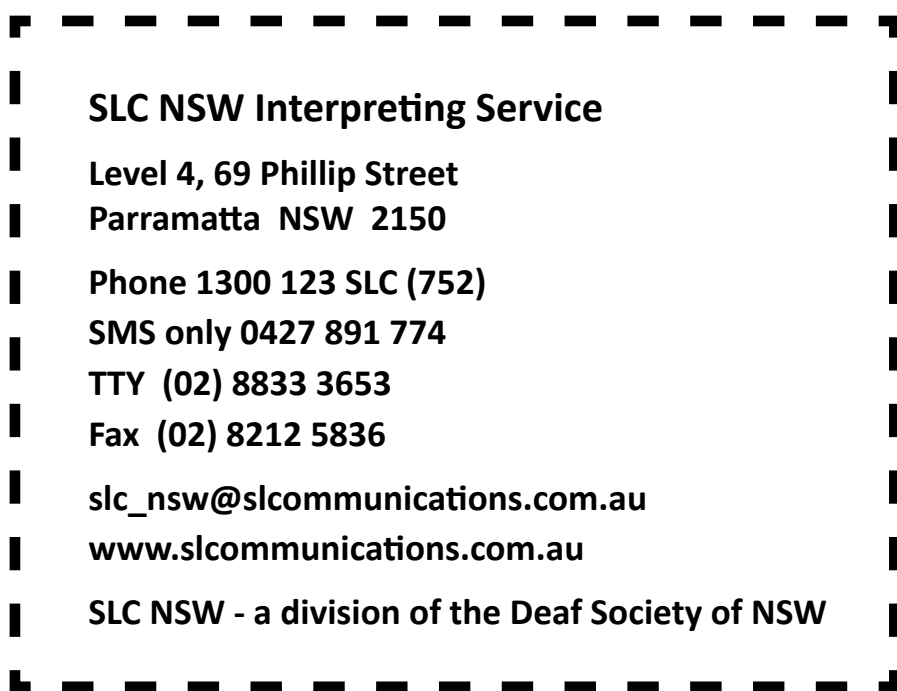 SLC NSW Interpreting Service
Level 4, 69 Phillip Street
Parramatta  NSW  2150
Phone 1300 123 SLC (752)
SMS only 0427 891 774
TTY  (02) 8833 3653
Fax  (02) 8212 5836
slc_nsw@slcommunications.com.au
www.slcommunications.com.au
SLC NSW - a division of the Deaf Society of NSW